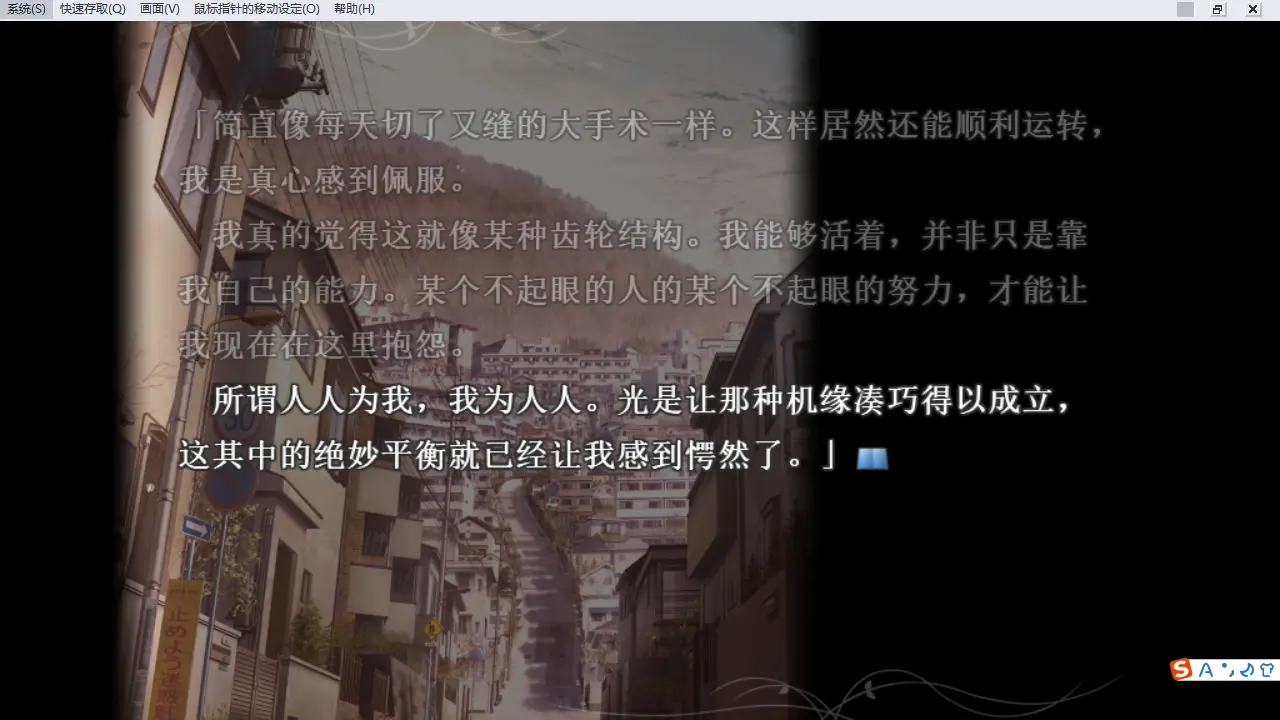 系统(S) 快速存取(Q) 画面(V) 鼠标指针的移动设定(O) 帮助(H)
「简直像每天切了又缝的大手术一样。这样居然还能顺利运转，
我是真心感到佩服。
我真的觉得这就像某种齿轮结构。我能够活着，并非只是靠
我自己的能力。某个不起眼的人的某个不起眼的努力，才能让
我现在在这里抱怨。
所谓人人为我，我为人人。光是让那种机缘凑巧得以成立，
这其中的绝妙平衡就已经让我感到愕然了。」
30
止めよう迷惑
S A